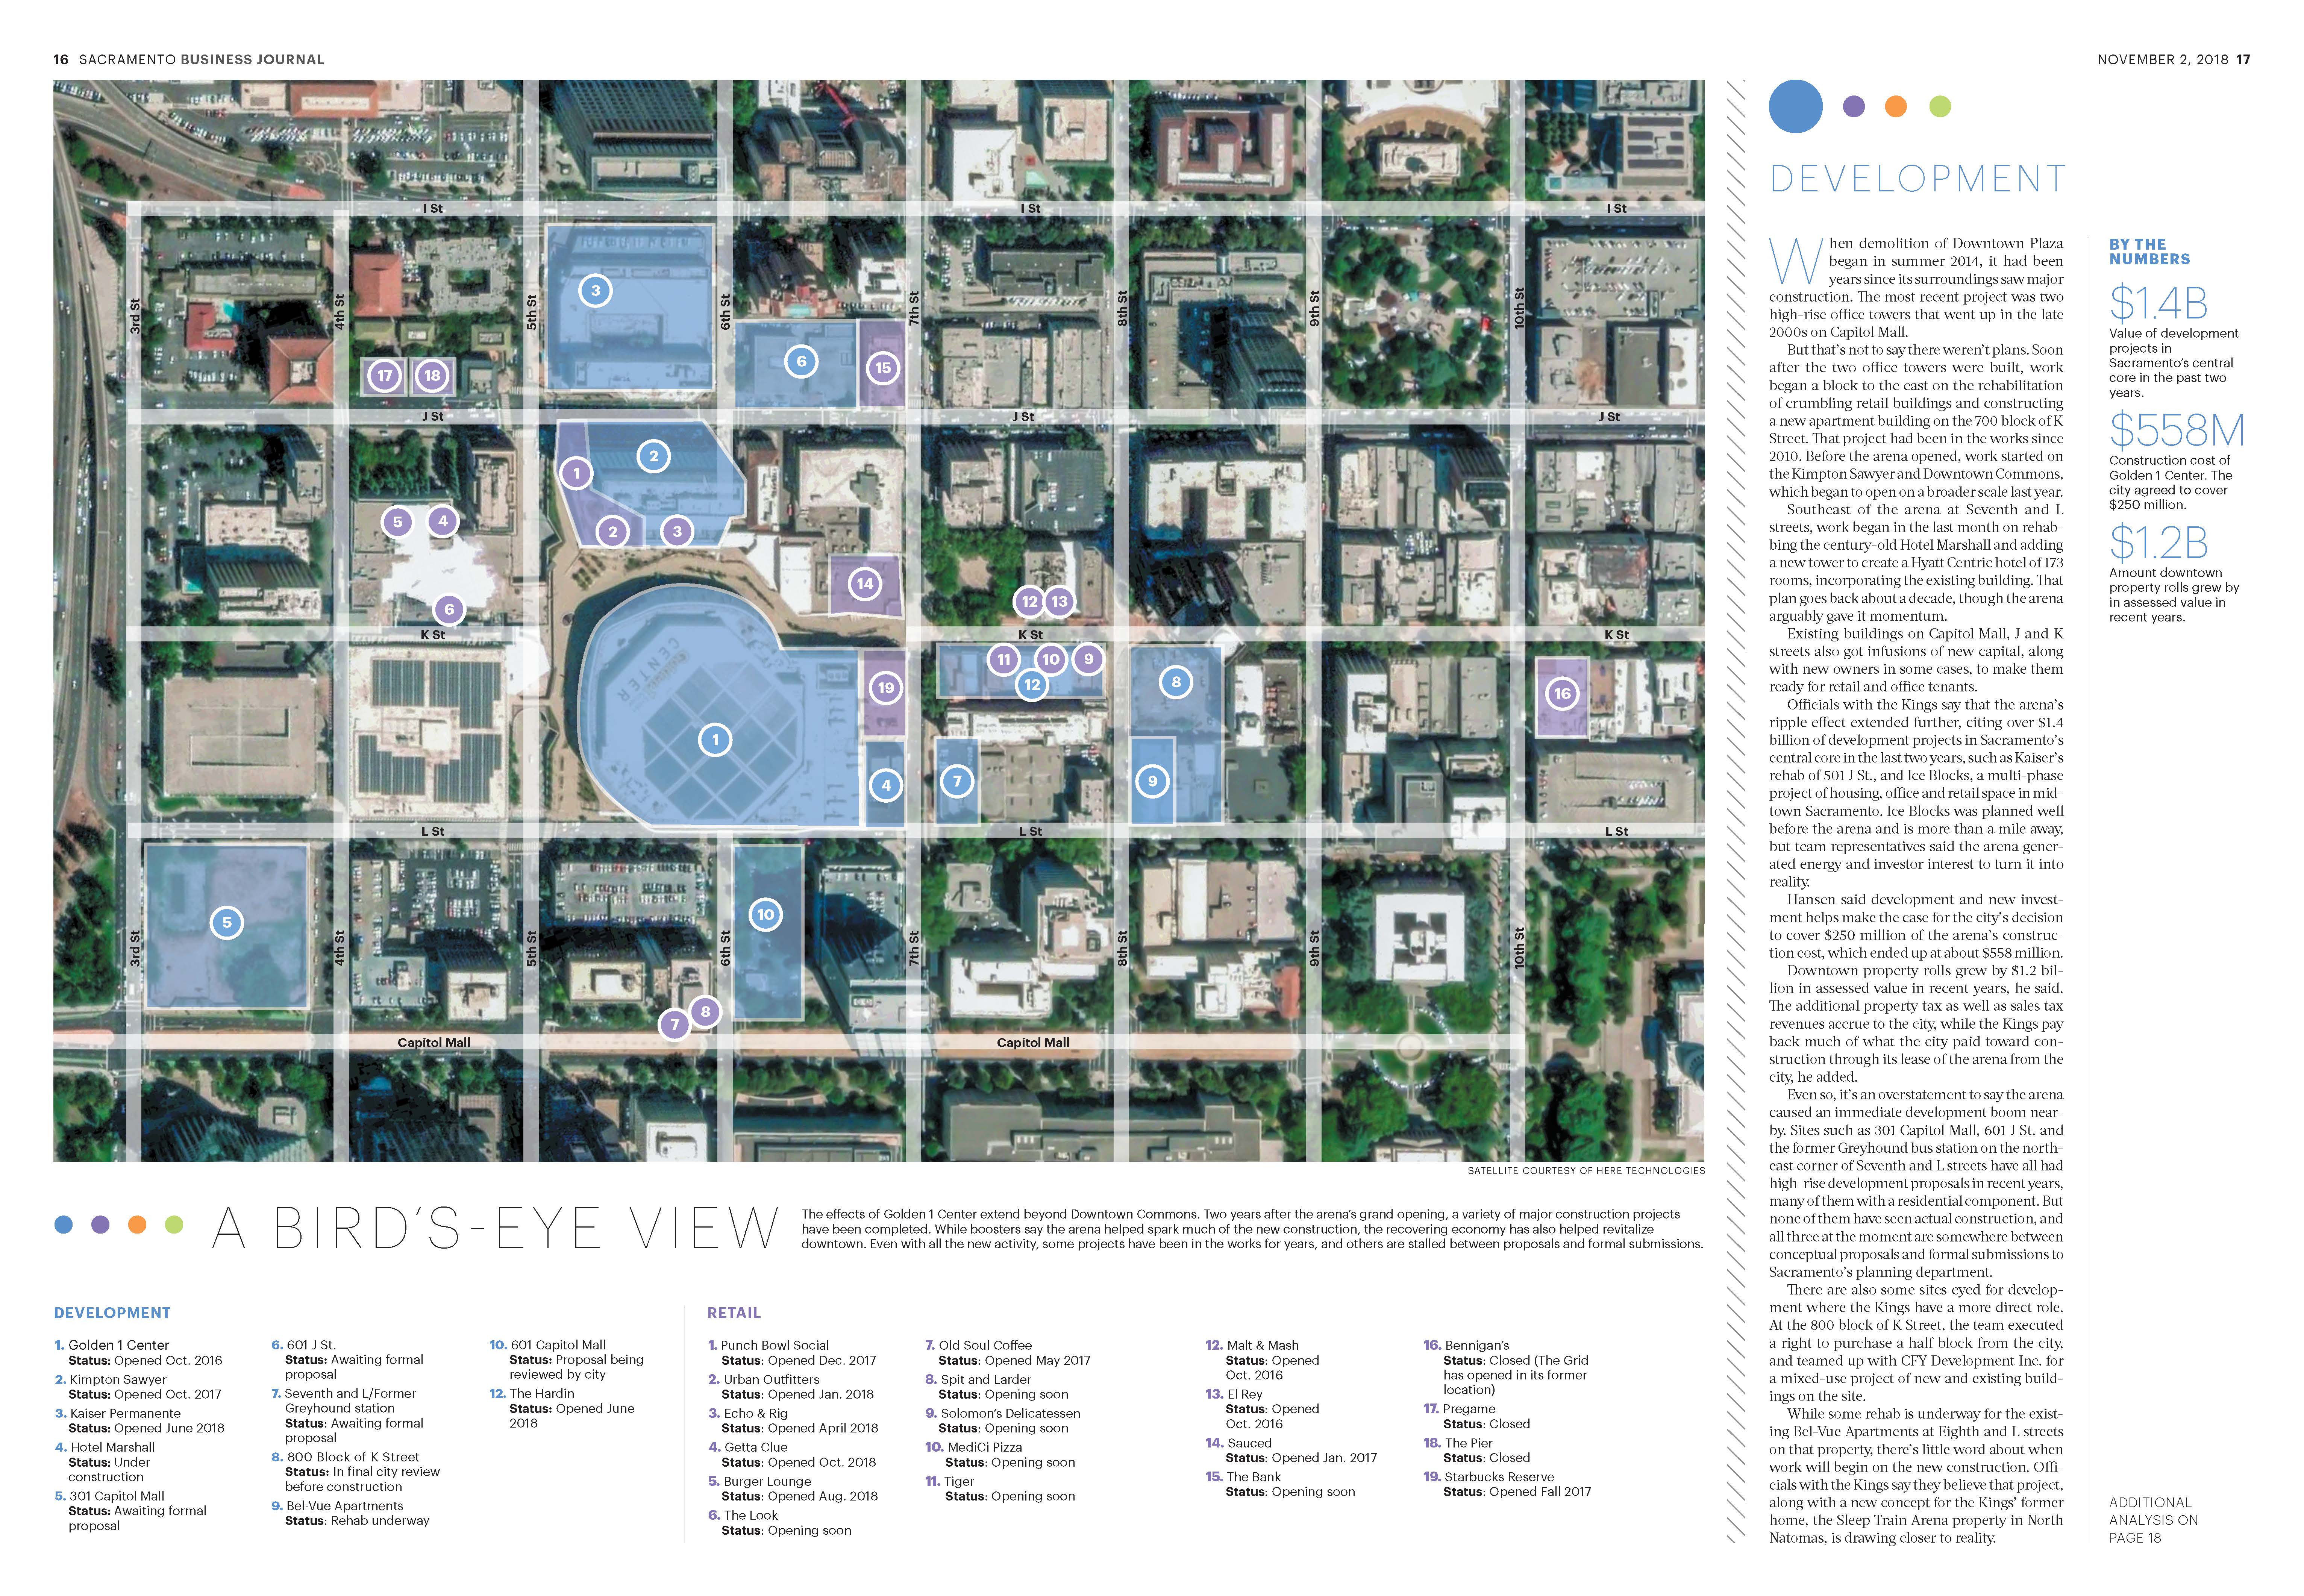 16 SACRAMENTO BUSINESS JOURNAL
NOVEMBER 2, 2018 17
I St
I St
I St
3rd St
4th St
5th St
6th St
7th St
8th St
9th St
10th St
3
6
15
17
18
J St
J St
J St
1
2
2
3
5
4
6
14
12
13
K St
K St
K St
11
10
9
12
8
19
16
1
4
7
9
L St
L St
L St
5
10
3rd St
4th St
5th St
6th St
7th St
8th St
9th St
10th St
7
8
Capitol Mall
Capitol Mall
CENTER
SATELLITE COURTESY OF HERE TECHNOLOGIES
A BIRD'S-EYE VIEW
The effects of Golden 1 Center extend beyond Downtown Commons. Two years after the arena's grand opening, a variety of major construction projects
have been completed. While boosters say the arena helped spark much of the new construction, the recovering economy has also helped revitalize
downtown. Even with all the new activity, some projects have been in the works for years, and others are stalled between proposals and formal submissions.
DEVELOPMENT
1. Golden 1 Center
Status: Opened Oct. 2016
2. Kimpton Sawyer
Status: Opened Oct. 2017
3. Kaiser Permanente
Status: Opened June 2018
4. Hotel Marshall
Status: Under
construction
5. 301 Capitol Mall
Status: Awaiting formal
proposal
6. 601 J St.
Status: Awaiting formal
proposal
7. Seventh and L/Former
Greyhound station
Status: Awaiting formal
proposal
8. 800 Block of K Street
Status: In final city review
before construction
9. Bel-Vue Apartments
Status: Rehab underway
10. 601 Capitol Mall
Status: Proposal being
reviewed by city
12. The Hardin
Status: Opened June
2018
RETAIL
1. Punch Bowl Social
Status: Opened Dec. 2017
2. Urban Outfitters
Status: Opened Jan. 2018
3. Echo & Rig
Status: Opened April 2018
4. Getta Clue
Status: Opened Oct. 2018
5. Burger Lounge
Status: Opened Aug. 2018
6. The Look
Status: Opening soon
7. Old Soul Coffee
Status: Opened May 2017
8. Spit and Larder
Status: Opening soon
9. Solomon's Delicatessen
Status: Opening soon
10. MediCi Pizza
Status: Opening soon
11. Tiger
Status: Opening soon
12. Malt & Mash
Status: Opened
Oct. 2016
13. El Rey
Status: Opened
Oct. 2016
14. Sauced
Status: Opened Jan. 2017
15. The Bank
Status: Opening soon
16. Bennigan's
Status: Closed (The Grid
has opened in its former
location)
17. Pregame
Status: Closed
18. The Pier
Status: Closed
19. Starbucks Reserve
Status: Opened Fall 2017
DEVELOPMENT
When demolition of Downtown Plaza
began in summer 2014, it had been
years since its surroundings saw major
construction. The most recent project was two
high-rise office towers that went up in the late
2000s on Capitol Mall.
But that's not to say there weren't plans. Soon
after the two office towers were built, work
began a block to the east on the rehabilitation
of crumbling retail buildings and constructing
a new apartment building on the 700 block of K
Street. That project had been in the works since
2010. Before the arena opened, work started on
the Kimpton Sawyer and Downtown Commons,
which began to open on a broader scale last year.
Southeast of the arena at Seventh and L
streets, work began in the last month on rehab-
bing the century-old Hotel Marshall and adding
a new tower to create a Hyatt Centric hotel of 173
rooms, incorporating the existing building. That
plan goes back about a decade, though the arena
arguably gave it momentum.
Existing buildings on Capitol Mall, J and K
streets also got infusions of new capital, along
with new owners in some cases, to make them
ready for retail and office tenants.
Officials with the Kings say that the arena's
ripple effect extended further, citing over $1.4
billion of development projects in Sacramento's
central core in the last two years, such as Kaiser's
rehab of 501 J St., and Ice Blocks, a multi-phase
project of housing, office and retail space in mid-
town Sacramento. Ice Blocks was planned well
before the arena and is more than a mile away,
but team representatives said the arena gener-
ated energy and investor interest to turn it into
reality.
Hansen said development and new invest-
ment helps make the case for the city's decision
to cover $250 million of the arena's construc-
tion cost, which ended up at about $558 million.
Downtown property rolls grew by $1.2 bil-
lion in assessed value in recent years, he said.
The additional property tax as well as sales tax
revenues accrue to the city, while the Kings pay
back much of what the city paid toward con-
struction through its lease of the arena from the
city, he added.
Even so, it's an overstatement to say the arena
caused an immediate development boom near-
by. Sites such as 301 Capitol Mall, 601 J St. and
the former Greyhound bus station on the north-
east corner of Seventh and L streets have all had
high-rise development proposals in recent years,
many of them with a residential component. But
none of them have seen actual construction, and
all three at the moment are somewhere between
conceptual proposals and formal submissions to
Sacramento's planning department.
There are also some sites eyed for develop-
ment where the Kings have a more direct role.
At the 800 block of K Street, the team executed
a right to purchase a half block from the city,
and teamed up with CFY Development Inc. for
a mixed-use project of new and existing build-
ings on the site.
While some rehab is underway for the exist-
ing Bel-Vue Apartments at Eighth and L streets
on that property, there's little word about when
work will begin on the new construction. Offi-
cials with the Kings say they believe that project,
along with a new concept for the Kings' former
home, the Sleep Train Arena property in North
Natomas, is drawing closer to reality.
BY THE
NUMBERS
$1.4B
Value of development
projects in
Sacramento's central
core in the past two
years.
$558M
Construction cost of
Golden 1 Center. The
city agreed to cover
$250 million.
$1.2B
Amount downtown
property rolls grew by
in assessed value in
recent years.
ADDITIONAL
ANALYSIS ON
PAGE 18